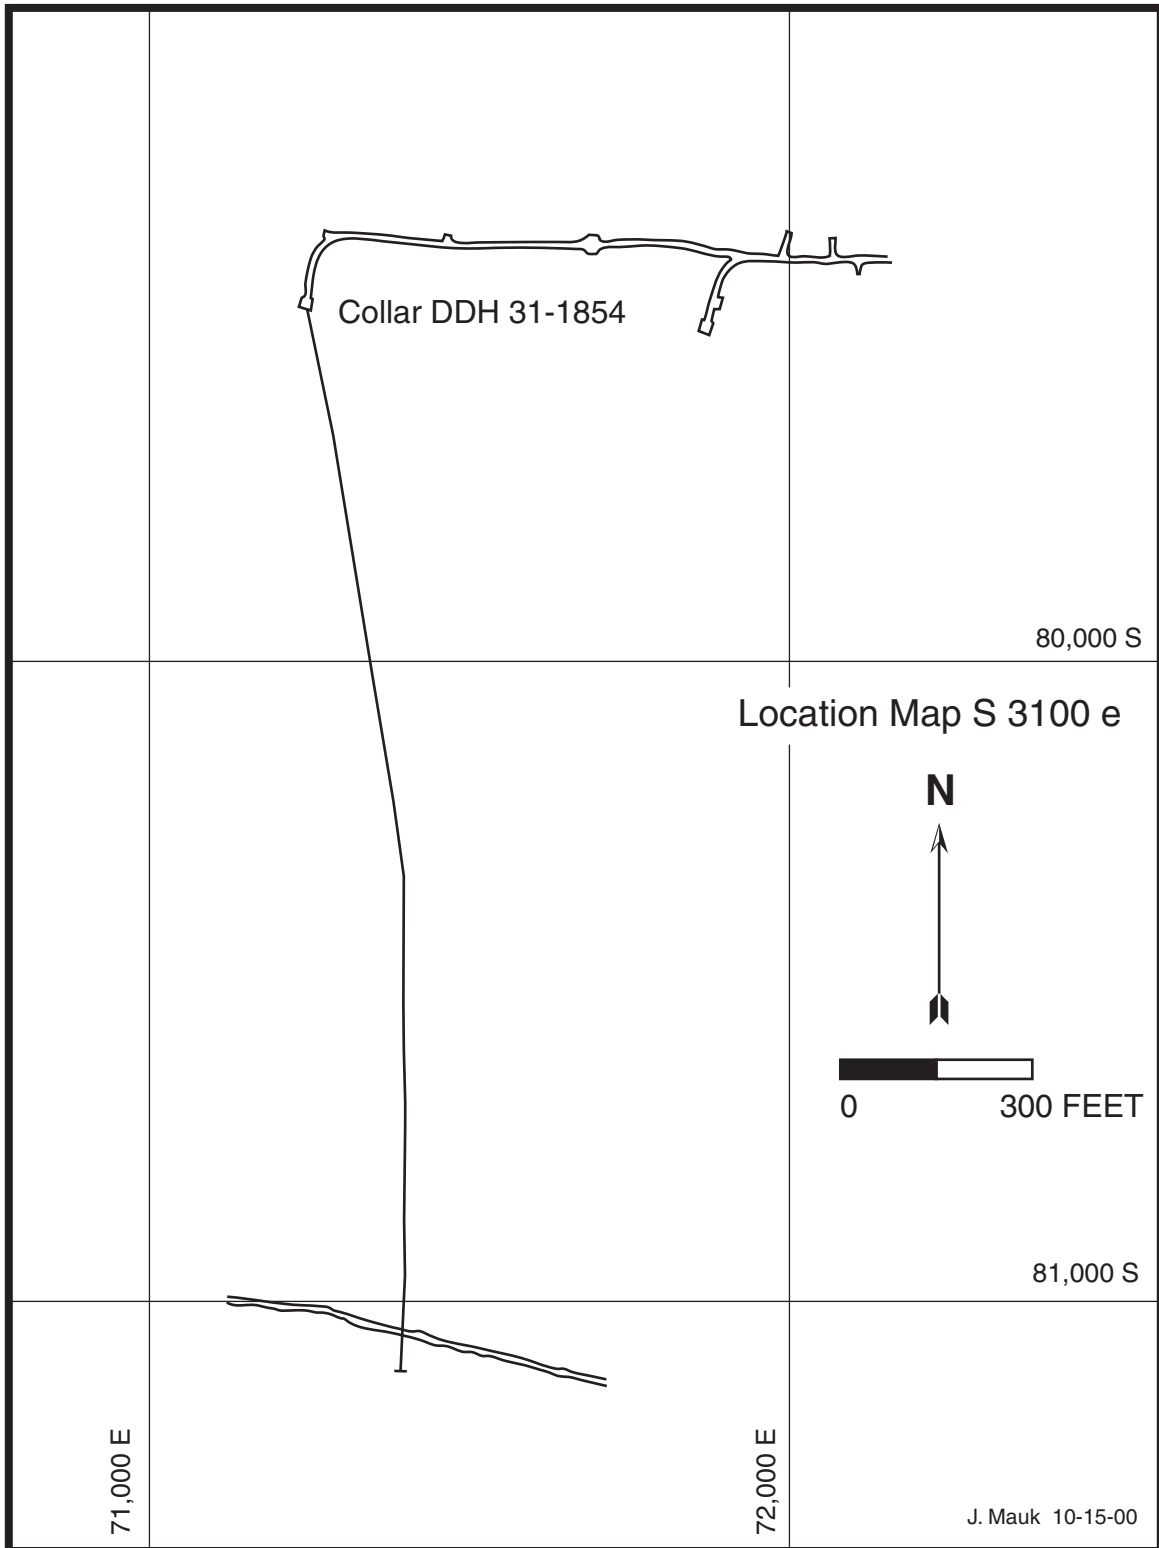 Collar DDH 31-1854
80,000 S
Location Map S 3100 e
N
0 300 FEET
81,000 S
71,000 E
72,000 E
J. Mauk 10-15-00